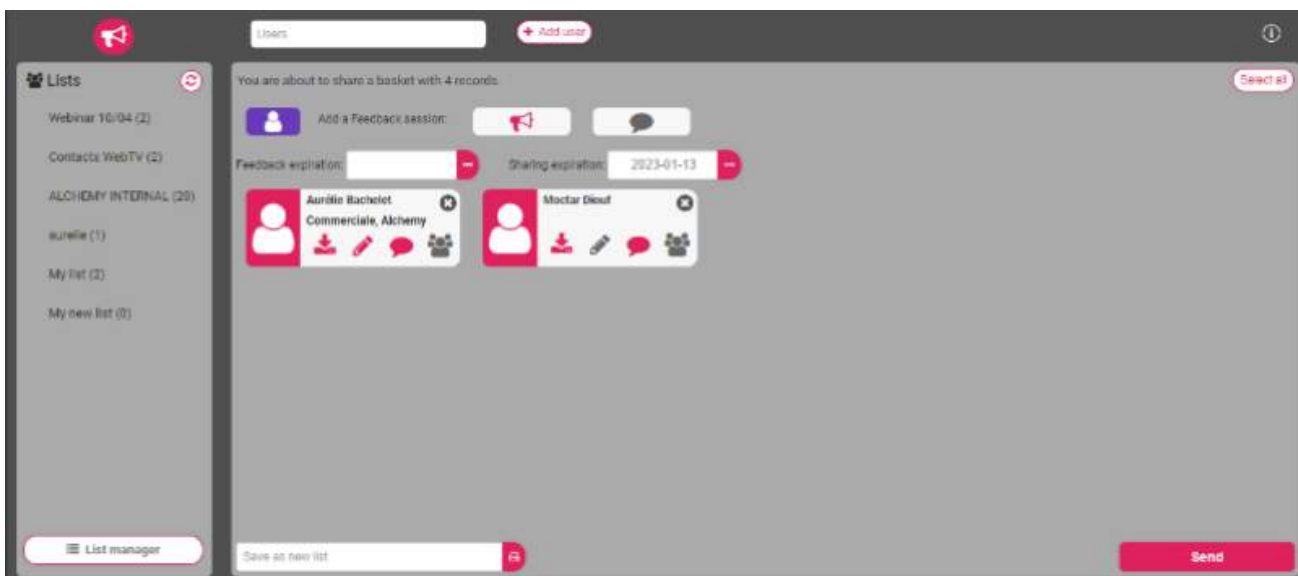 Users
+ Add user
Lists
You are about to share a basket with 4 records.
Select all
Webinar 10/04 (2)
Add a Feedback session:
Contacts WebTV (2)
Feedback expiration:
Sharing expiration: 2023-01-13
ALCHEMY INTERNAL (20)
Aurélie Bachelet
Commerciale, Alchemy
Moctar Diouf
aurelie (1)
My list (2)
My new list (0)
List manager
Save as new list
Send